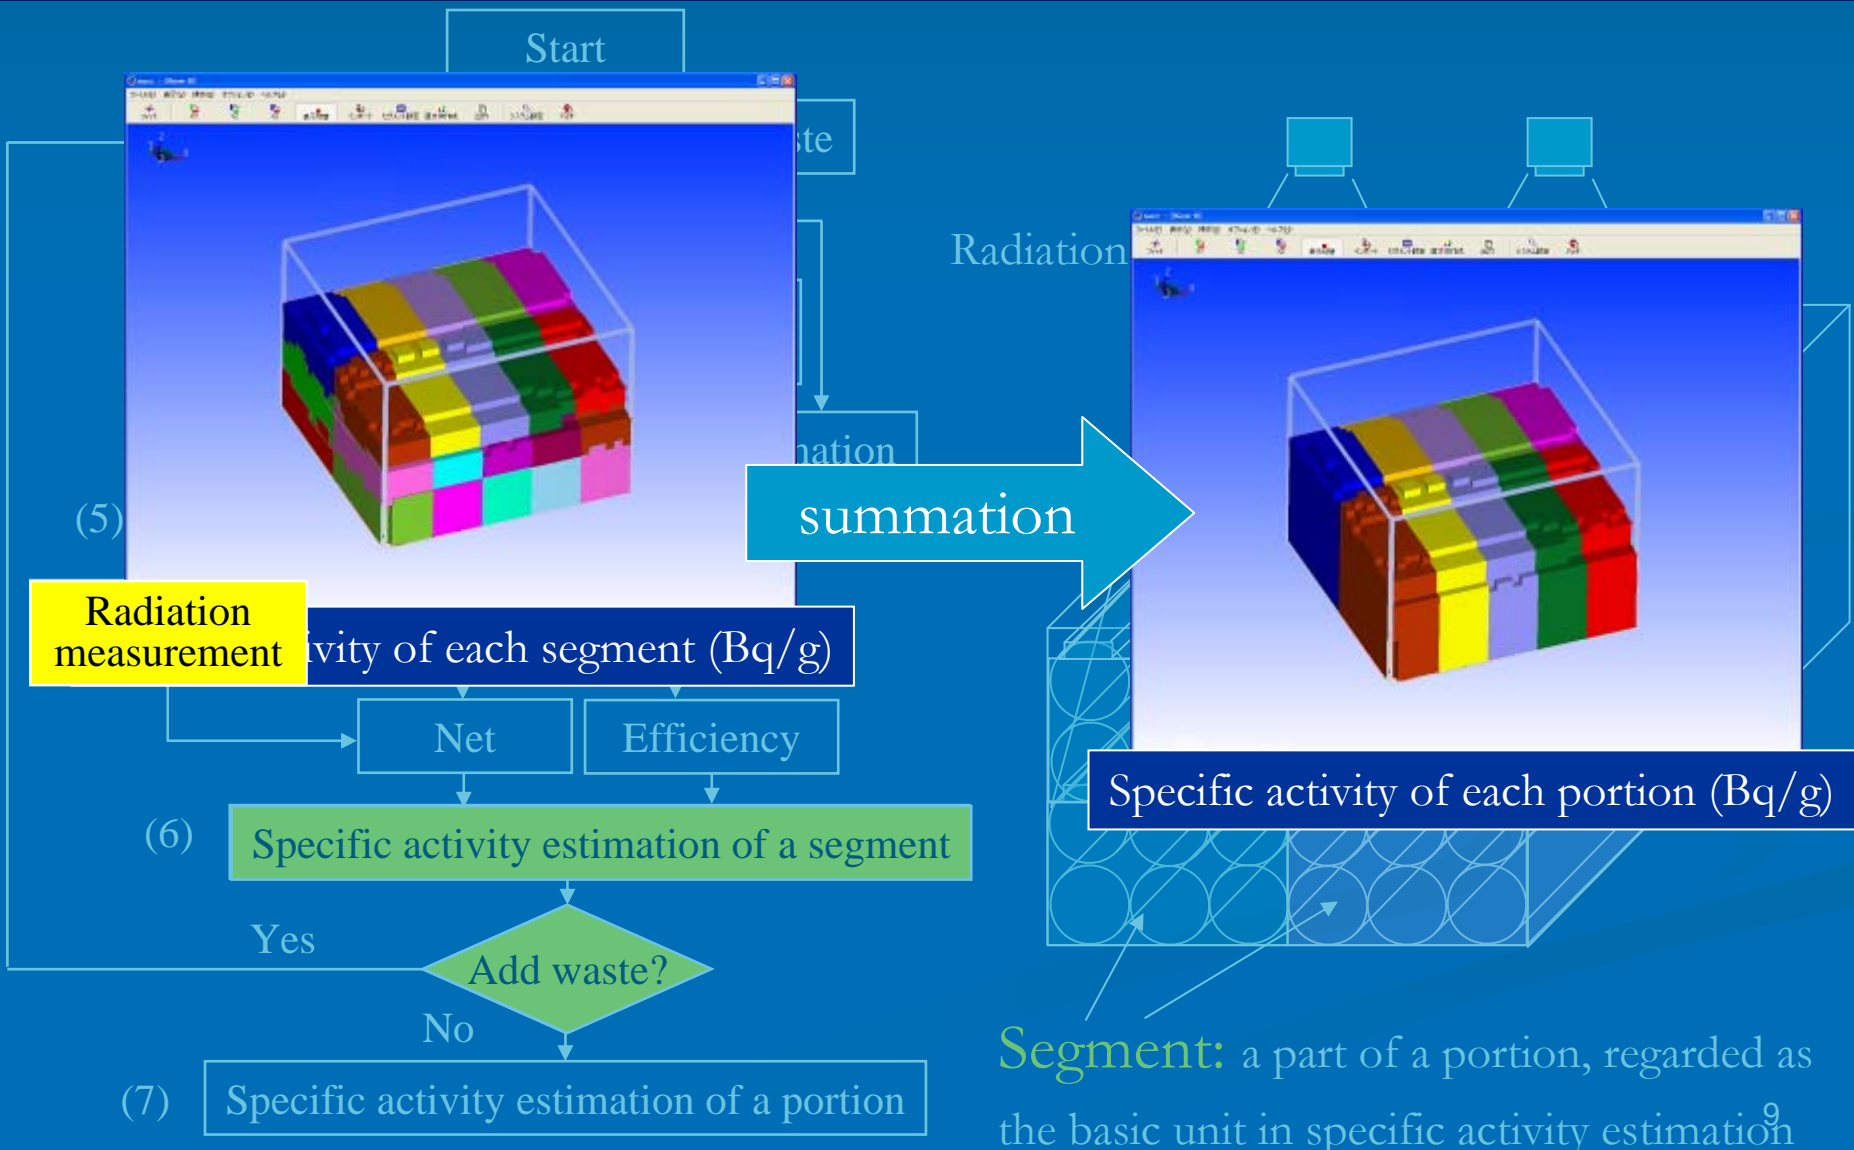 Start
ste
Radiation
nation
(5)
summation
Radiation
measurement
ivity of each segment (Bq/g)
Net
Efficiency
Specific activity of each portion (Bq/g)
(6)
Specific activity estimation of a segment
Yes
Add waste?
No
(7)
Specific activity estimation of a portion
Segment: a part of a portion, regarded as
the basic unit in specific activity estimation
9